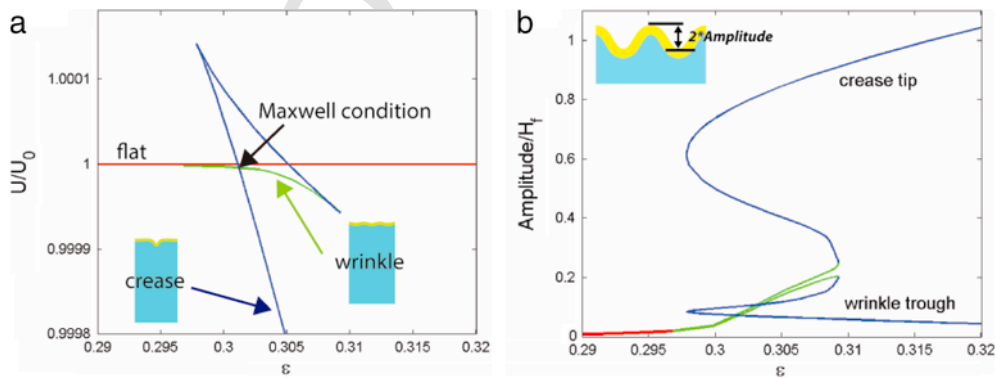 a
U/U₀
1.0001
1
0.9999
0.9998
flat
Maxwell condition
wrinkle
crease
0.29 0.295 0.3 0.305 0.31 0.315 0.32
ε
b
Amplitude/H_f
1
0.8
0.6
0.4
0.2
0
2*Amplitude
crease tip
wrinkle trough
0.29 0.295 0.3 0.305 0.31 0.315 0.32
ε